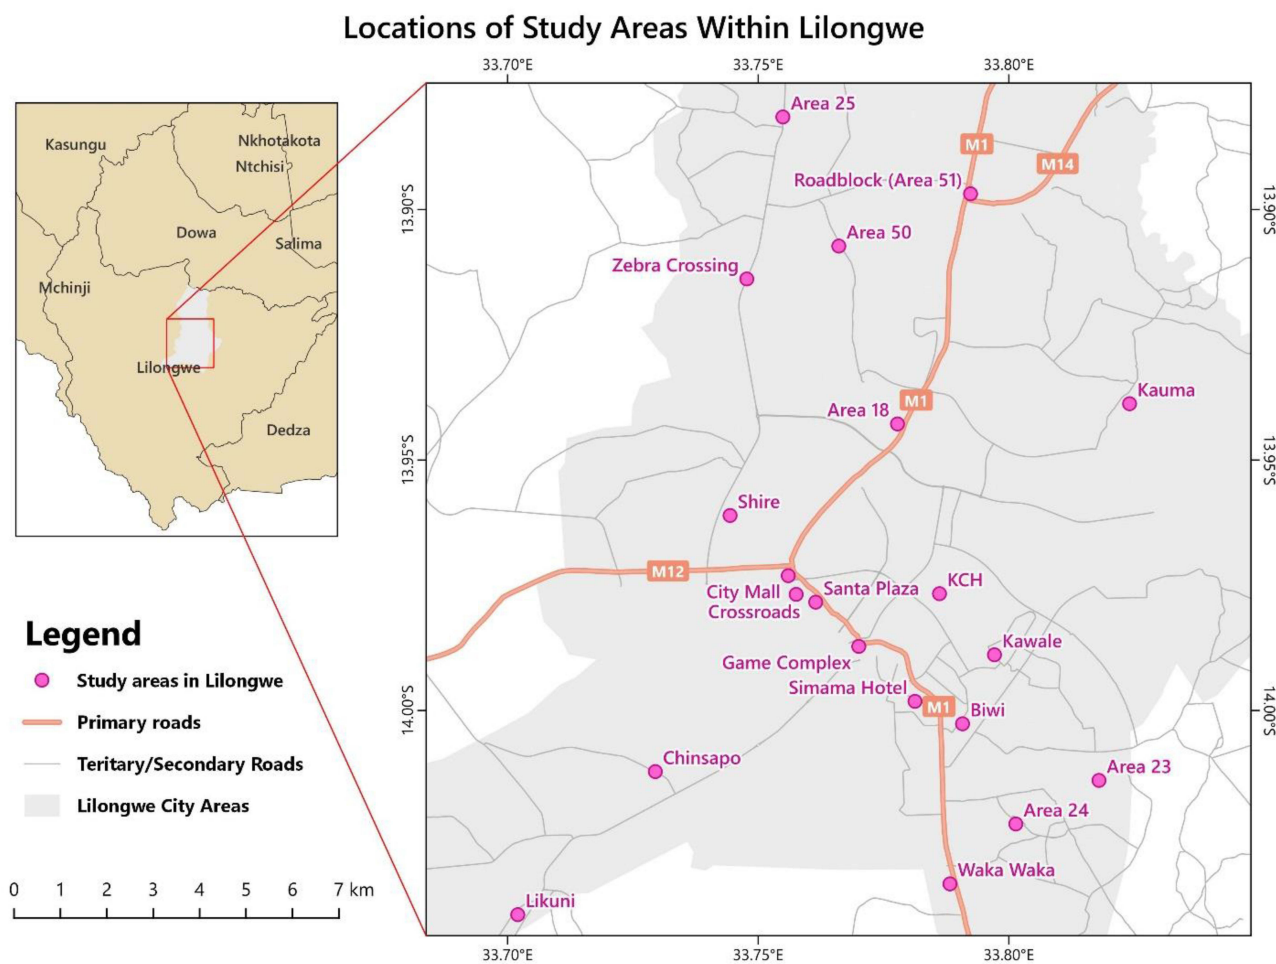 Locations of Study Areas Within Lilongwe
33.70°E
33.75°E
33.80°E
Kasungu
Nkhotakota
Ntchisi
Dowa
Salima
Mchinji
Lilongwe
Dedza
Area 25
M1
M14
Roadblock (Area 51)
13.90°S
13.90°S
Area 50
Zebra Crossing
Kauma
M1
Area 18
13.95°S
13.95°S
Shire
M12
KCH
City Mall
Santa Plaza
Crossroads
Kawale
Game Complex
Simama Hotel
M1
Biwi
14.00°S
14.00°S
Chinsapo
Area 23
Area 24
Waka Waka
Likuni
Legend
Study areas in Lilongwe
Primary roads
Teritary/Secondary Roads
Lilongwe City Areas
0 1 2 3 4 5 6 7 km
33.70°E
33.75°E
33.80°E